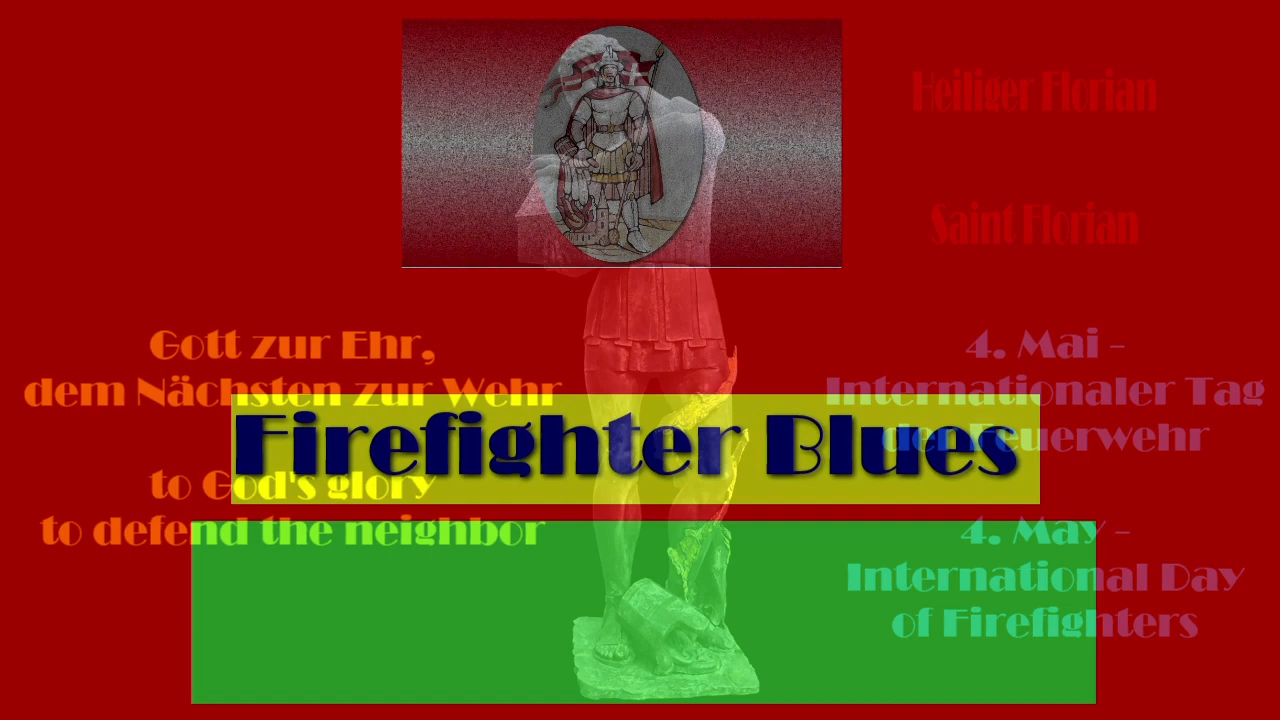 Heiliger Florian
Saint Florian
Gott zur Ehr,
dem Nächsten zur Wehr
to God's glory
to defend the neighbor
Firefighter Blues
4. Mai -
Internationaler Tag
der Feuerwehr
4. May -
International Day
of Firefighters